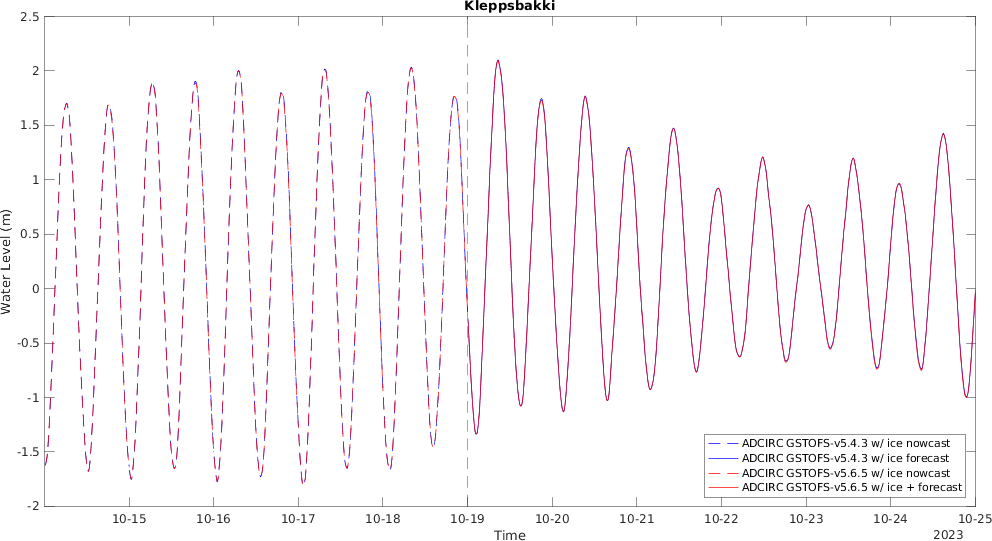 Kleppsbakki
Water Level (m)
2.5
2
1.5
1
0.5
0
-0.5
-1
-1.5
-2
10-15 10-16 10-17 10-18 10-19 10-20 10-21 10-22 10-23 10-24 10-25
Time
2023
ADCIRC GSTOFS-v5.4.3 w/ ice nowcast
ADCIRC GSTOFS-v5.4.3 w/ ice forecast
ADCIRC GSTOFS-v5.6.5 w/ ice nowcast
ADCIRC GSTOFS-v5.6.5 w/ ice + forecast